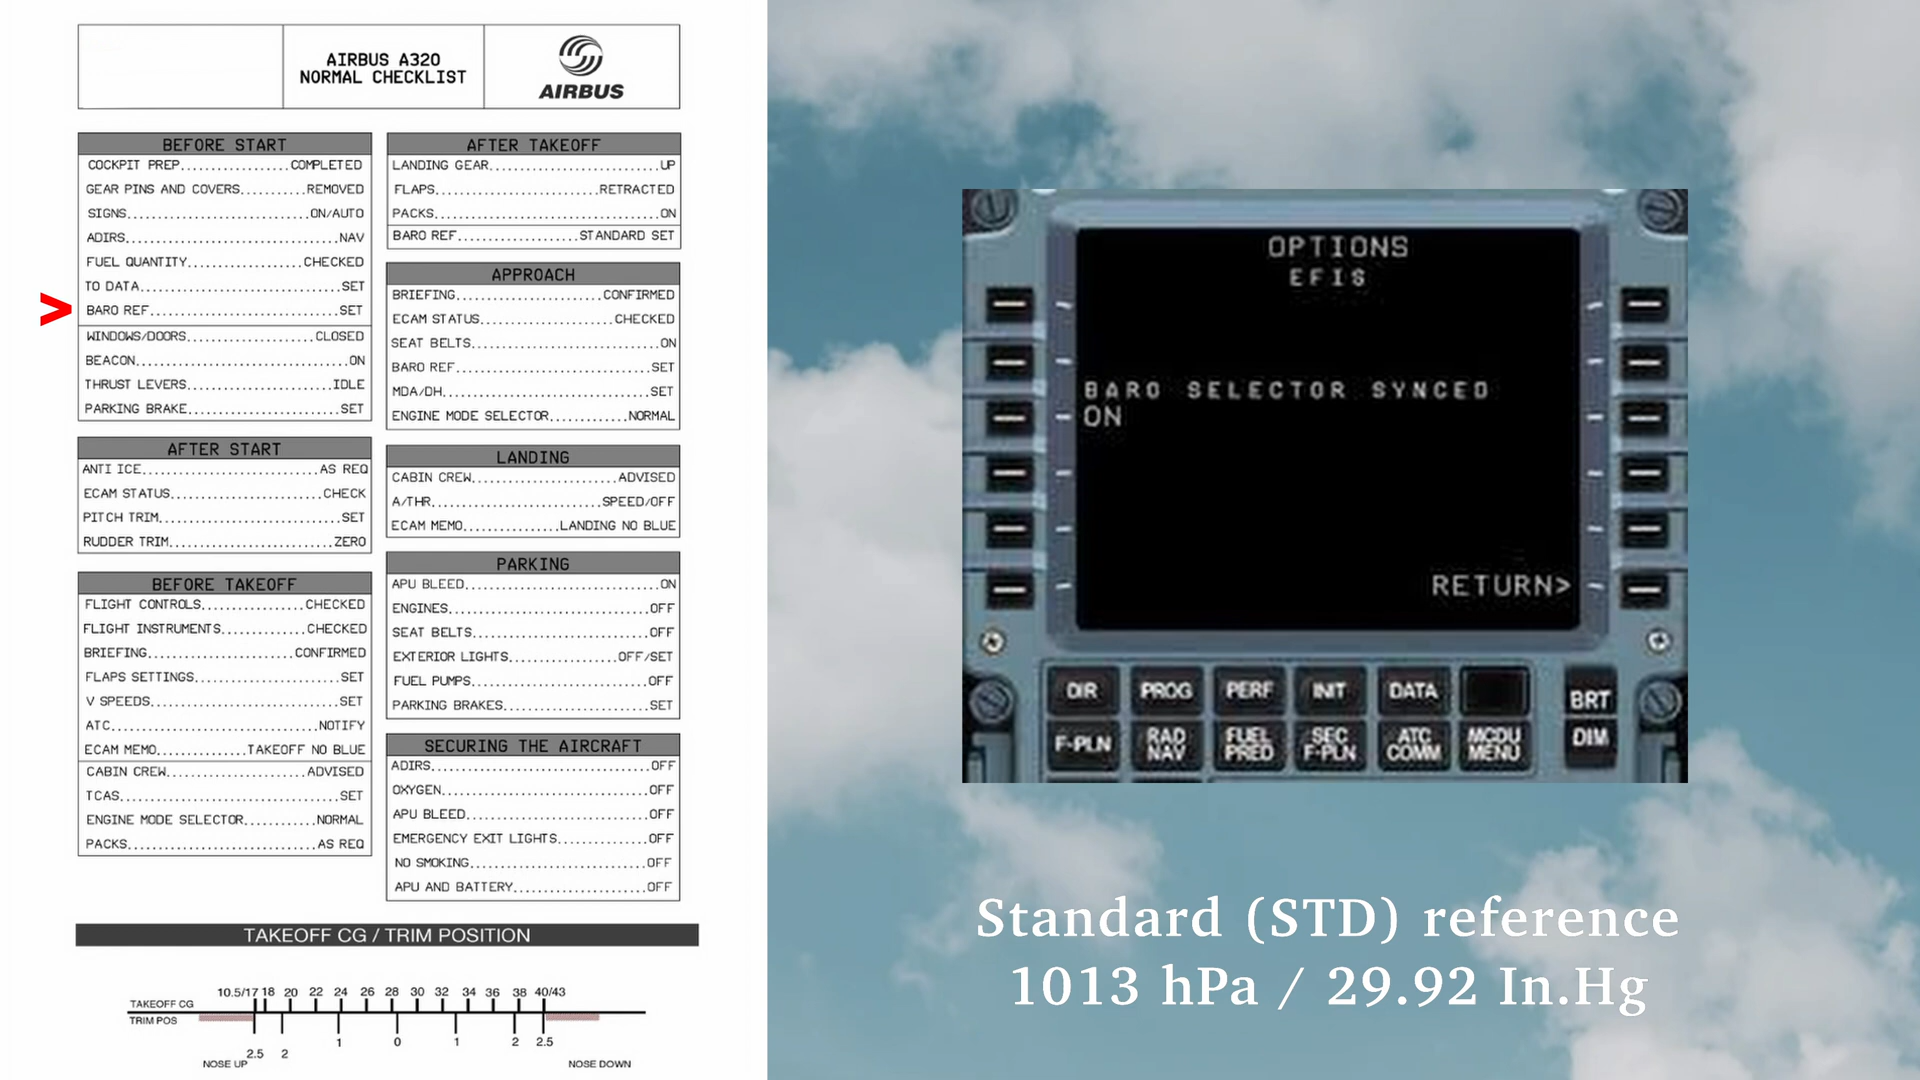 AIRBUS A320
NORMAL CHECKLIST
AIRBUS
BEFORE START
COCKPIT PREP.................COMPLETED
GEAR PINS AND COVERS..........REMOVED
SIGNS............................ON/AUTO
ADIRS.................................NAV
FUEL QUANTITY..................CHECKED
TO DATA...............................SET
BARO REF.............................SET
WINDOWS/DOORS....................CLOSED
BEACON.................................ON
THRUST LEVERS.......................IDLE
PARKING BRAKE.......................SET
AFTER START
ANTI ICE...........................AS REQ
ECAM STATUS.......................CHECK
PITCH TRIM............................SET
RUDDER TRIM.........................ZERO
BEFORE TAKEOFF
FLIGHT CONTROLS................CHECKED
FLIGHT INSTRUMENTS.............CHECKED
BRIEFING.......................CONFIRMED
FLAPS SETTINGS.......................SET
V SPEEDS.............................SET
ATC................................NOTIFY
ECAM MEMO..............TAKEOFF NO BLUE
CABIN CREW......................ADVISED
TCAS..................................SET
ENGINE MODE SELECTOR...........NORMAL
PACKS.............................AS REQ
AFTER TAKEOFF
LANDING GEAR..........................UP
FLAPS.........................RETRACTED
PACKS..................................ON
BARO REF..................STANDARD SET
APPROACH
BRIEFING.......................CONFIRMED
ECAM STATUS.....................CHECKED
SEAT BELTS............................ON
BARO REF.............................SET
MDA/DH...............................SET
ENGINE MODE SELECTOR...........NORMAL
LANDING
CABIN CREW......................ADVISED
A/THR.........................SPEED/OFF
ECAM MEMO..............LANDING NO BLUE
PARKING
APU BLEED.............................ON
ENGINES..............................OFF
SEAT BELTS...........................OFF
EXTERIOR LIGHTS.................OFF/SET
FUEL PUMPS...........................OFF
PARKING BRAKES......................SET
SECURING THE AIRCRAFT
ADIRS.................................OFF
OXYGEN...............................OFF
APU BLEED............................OFF
EMERGENCY EXIT LIGHTS.............OFF
NO SMOKING..........................OFF
APU AND BATTERY....................OFF
TAKEOFF CG / TRIM POSITION
10.5/17 18 20 22 24 26 28 30 32 34 36 38 40/43
TAKEOFF CG
TRIM POS
2.5 2 1 0 1 2 2.5
NOSE UP NOSE DOWN
>
OPTIONS
EFIS
BARO SELECTOR SYNCED
ON
RETURN>
DIR PROG PERF INIT DATA BRT
F-PLN RAD NAV FUEL PRED SEC F-PLN ATC COMM MCDU MENU DIM
Standard (STD) reference
1013 hPa / 29.92 In.Hg